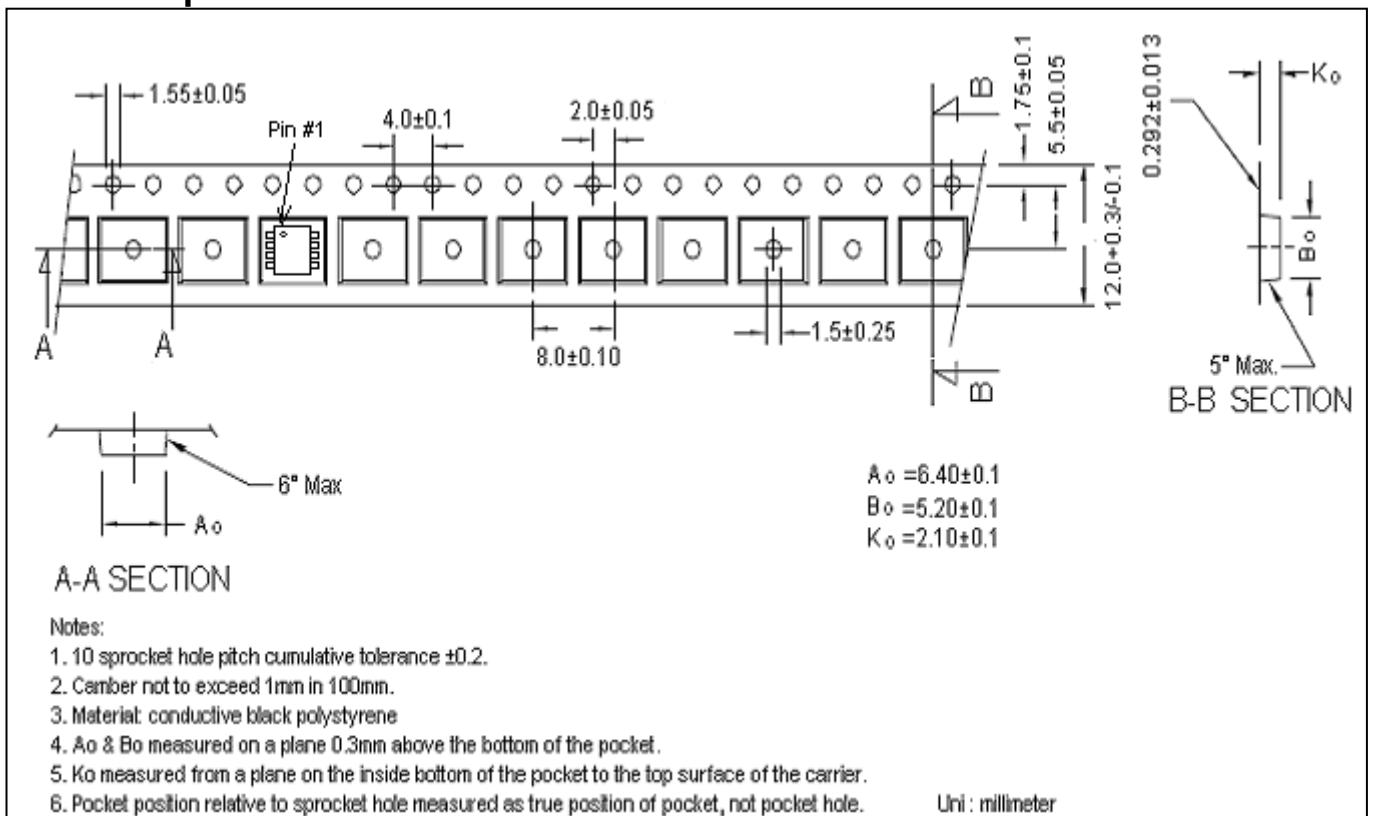 1.55±0.05
Pin #1
4.0±0.1
2.0±0.05
B
1.75±0.1
5.5±0.05
0.292±0.013
Ko
12.0+0.3/-0.1
Bo
A
A
8.0±0.10
1.5±0.25
B
5° Max.
B-B SECTION
6° Max
Ao
Ao =6.40±0.1
Bo =5.20±0.1
Ko =2.10±0.1
A-A SECTION
Notes:
1. 10 sprocket hole pitch cumulative tolerance ±0.2.
2. Camber not to exceed 1mm in 100mm.
3. Material: conductive black polystyrene
4. Ao & Bo measured on a plane 0.3mm above the bottom of the pocket.
5. Ko measured from a plane on the inside bottom of the pocket to the top surface of the carrier.
6. Pocket position relative to sprocket hole measured as true position of pocket, not pocket hole.
Uni : millimeter